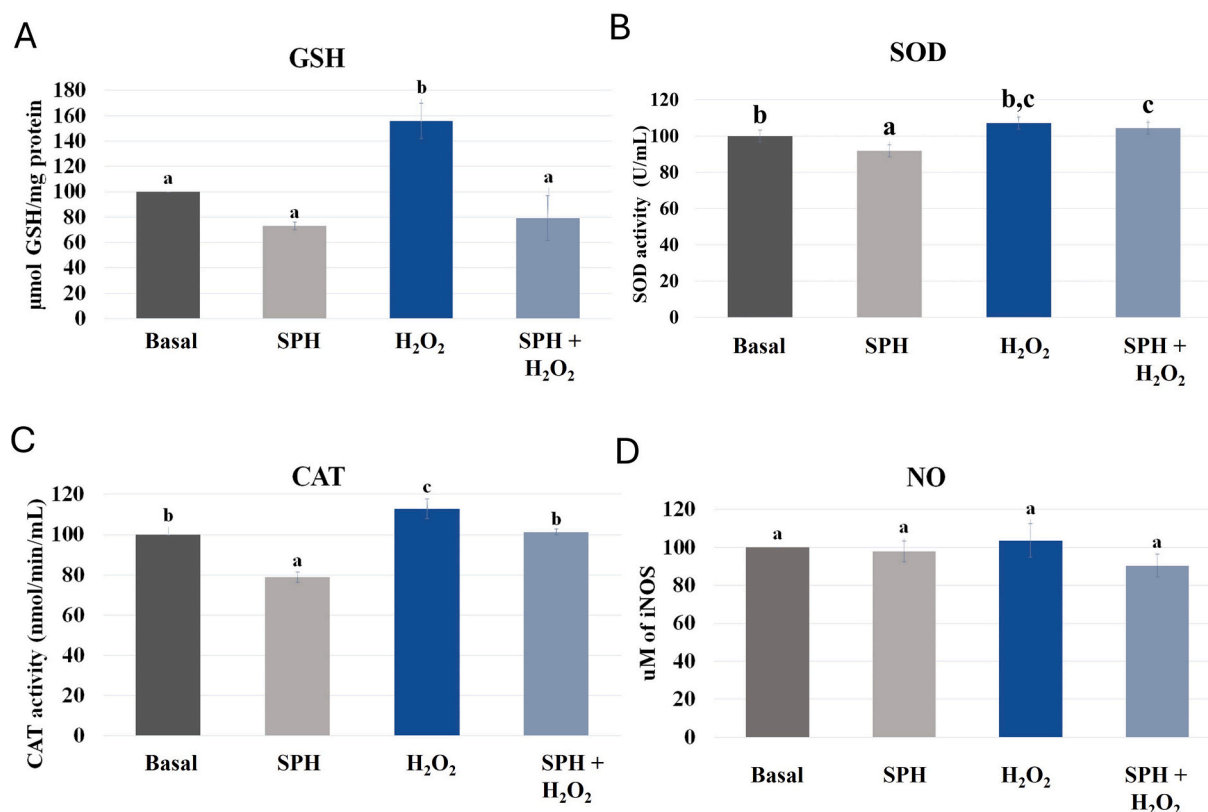 A
GSH
µmol GSH/mg protein
180
160
140
120
100
80
60
40
20
0
a
a
b
a
Basal
SPH
H₂O₂
SPH +
H₂O₂
B
SOD
SOD activity (U/mL)
120
100
80
60
40
20
0
b
a
b,c
c
Basal
SPH
H₂O₂
SPH +
H₂O₂
C
CAT
CAT activity (nmol/min/mL)
120
100
80
60
40
20
0
b
a
c
b
Basal
SPH
H₂O₂
SPH +
H₂O₂
D
NO
uM of iNOS
120
100
80
60
40
20
0
a
a
a
a
Basal
SPH
H₂O₂
SPH +
H₂O₂